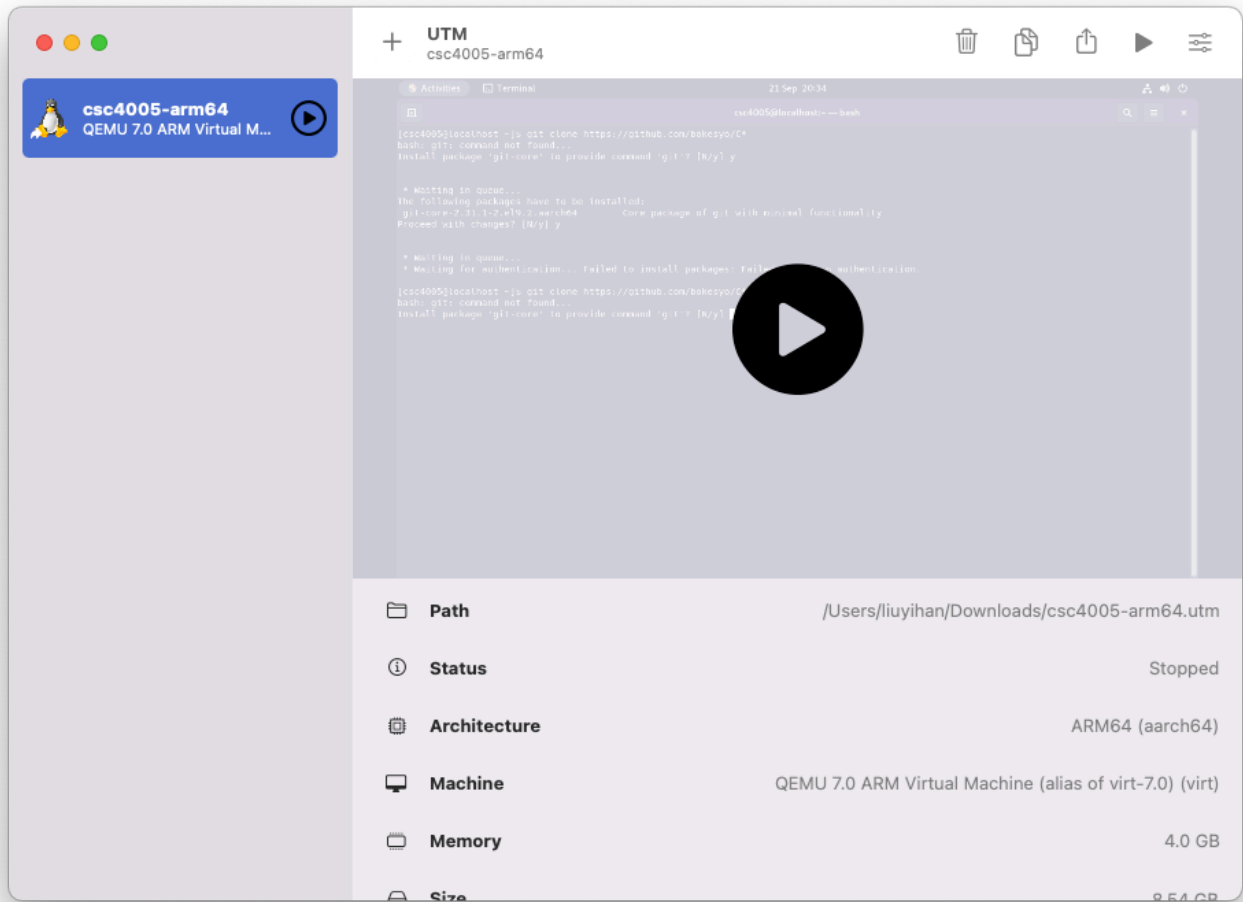 UTM
csc4005-arm64
csc4005-arm64
QEMU 7.0 ARM Virtual M...
Activities Terminal 21 Sep 20:34
csc4005@localhost:~ — bash
[csc4005@localhost ~]$ git clone https://github.com/bokesyo/C*
bash: git: command not found...
Install package 'git-core' to provide command 'git'? [N/y] y
* Waiting in queue...
The following packages have to be installed:
git-core-2.31.1-2.el9.2.aarch64 Core package of git with minimal functionality
Proceed with changes? [N/y] y
* Waiting in queue...
* Waiting for authentication... Failed to install packages: authentication.
[csc4005@localhost ~]$ git clone https://github.com/bokesyo/
bash: git: command not found...
Install package 'git-core' to provide command 'git'? [N/y]
Path /Users/liuyihan/Downloads/csc4005-arm64.utm
Status Stopped
Architecture ARM64 (aarch64)
Machine QEMU 7.0 ARM Virtual Machine (alias of virt-7.0) (virt)
Memory 4.0 GB
Size 8.54 GB